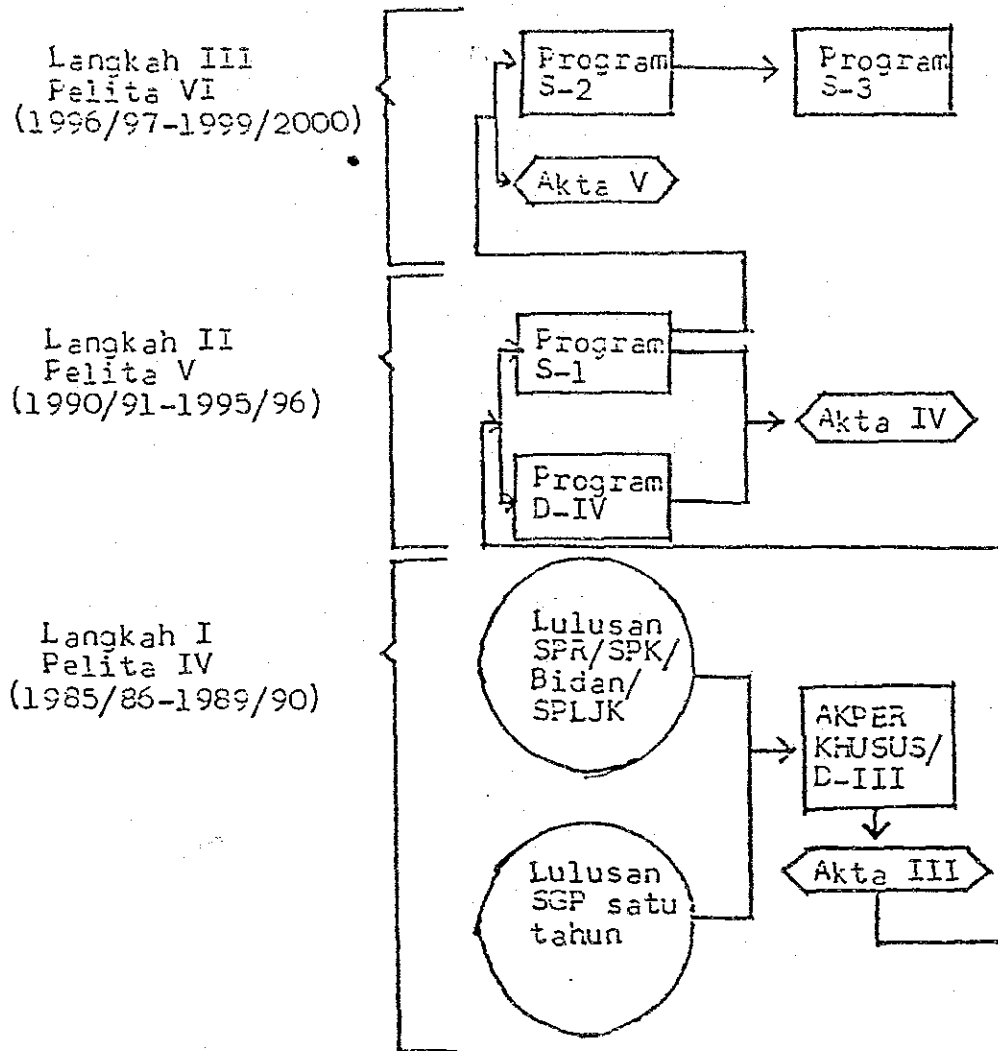 Langkah III
Pelita VI
(1996/97-1999/2000)
Program
S-2
Program
S-3
Akta V
Langkah II
Pelita V
(1990/91-1995/96)
Program
S-1
Akta IV
Program
D-IV
Langkah I
Pelita IV
(1985/86-1989/90)
Lulusan
SPR/SPK/
Bidan/
SPLJK
AKPER
KHUSUS/
D-III
Akta III
Lulusan
SGP satu
tahun